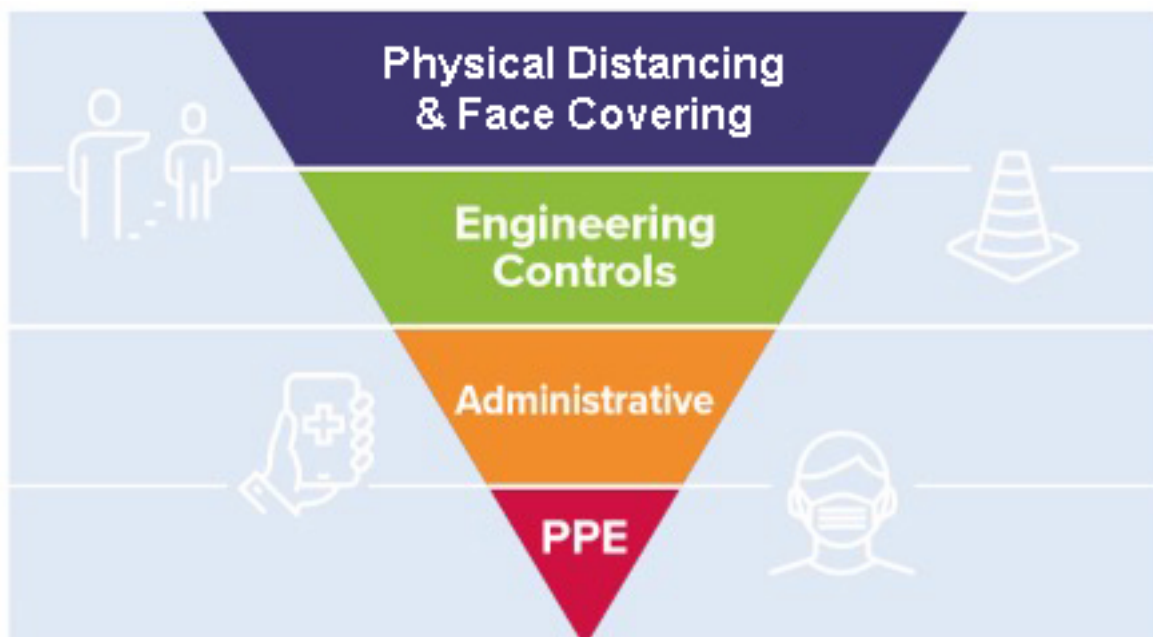 Physical Distancing
& Face Covering
Engineering
Controls
Administrative
PPE